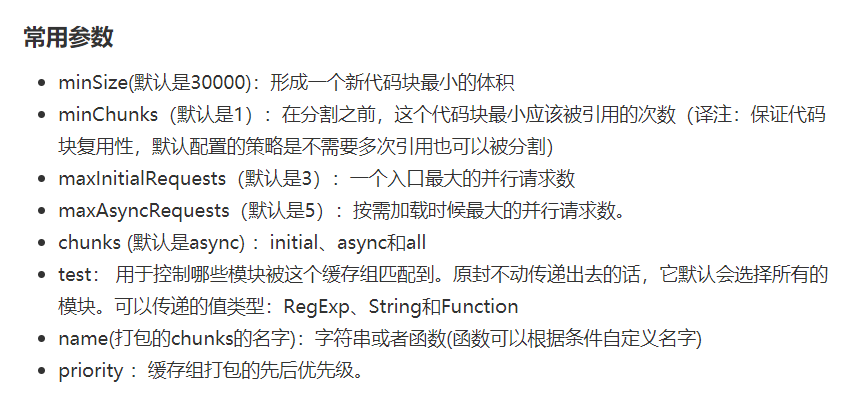 常用参数
minSize(默认是30000)：形成一个新代码块最小的体积
minChunks（默认是1）：在分割之前，这个代码块最小应该被引用的次数（译注：保证代码
块复用性，默认配置的策略是不需要多次引用也可以被分割）
maxInitialRequests（默认是3）：一个入口最大的并行请求数
maxAsyncRequests（默认是5）：按需加载时候最大的并行请求数。
chunks (默认是async) ：initial、async和all
test： 用于控制哪些模块被这个缓存组匹配到。原封不动传递出去的话，它默认会选择所有的
模块。可以传递的值类型：RegExp、String和Function
name(打包的chunks的名字)：字符串或者函数(函数可以根据条件自定义名字)
priority ：缓存组打包的先后优先级。